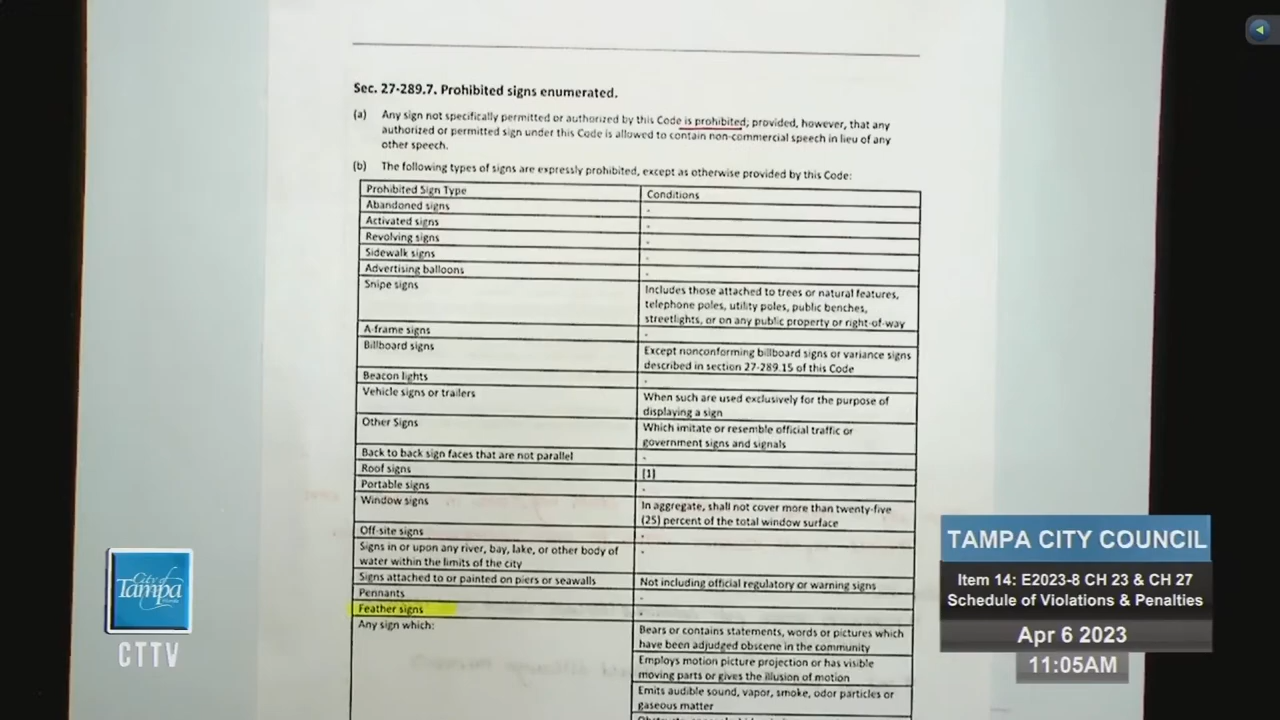 Sec. 27-289.7. Prohibited signs enumerated.
(a) Any sign not specifically permitted or authorized by this Code is prohibited; provided, however, that any
authorized or permitted sign under this Code is allowed to contain non-commercial speech in lieu of any
other speech.
(b) The following types of signs are expressly prohibited, except as otherwise provided by this Code:
Prohibited Sign Type Conditions
Abandoned signs -
Activated signs -
Revolving signs -
Sidewalk signs -
Advertising balloons -
Snipe signs Includes those attached to trees or natural features,
telephone poles, utility poles, public benches,
streetlights, or on any public property or right-of-way
A-frame signs -
Billboard signs Except nonconforming billboard signs or variance signs
described in section 27-289.15 of this Code
Beacon lights -
Vehicle signs or trailers When such are used exclusively for the purpose of
displaying a sign
Other Signs Which imitate or resemble official traffic or
government signs and signals
Back to back sign faces that are not parallel -
Roof signs [1]
Portable signs -
Window signs In aggregate, shall not cover more than twenty-five
(25) percent of the total window surface
Off-site signs -
Signs in or upon any river, bay, lake, or other body of -
water within the limits of the city
Signs attached to or painted on piers or seawalls Not including official regulatory or warning signs
Pennants -
Feather signs -
Any sign which: Bears or contains statements, words or pictures which
have been adjudged obscene in the community
Employs motion picture projection or has visible
moving parts or gives the illusion of motion
Emits audible sound, vapor, smoke, odor particles or
gaseous matter
City of
Tampa
CTTV
TAMPA CITY COUNCIL
Item 14: E2023-8 CH 23 & CH 27
Schedule of Violations & Penalties
Apr 6 2023
11:05AM